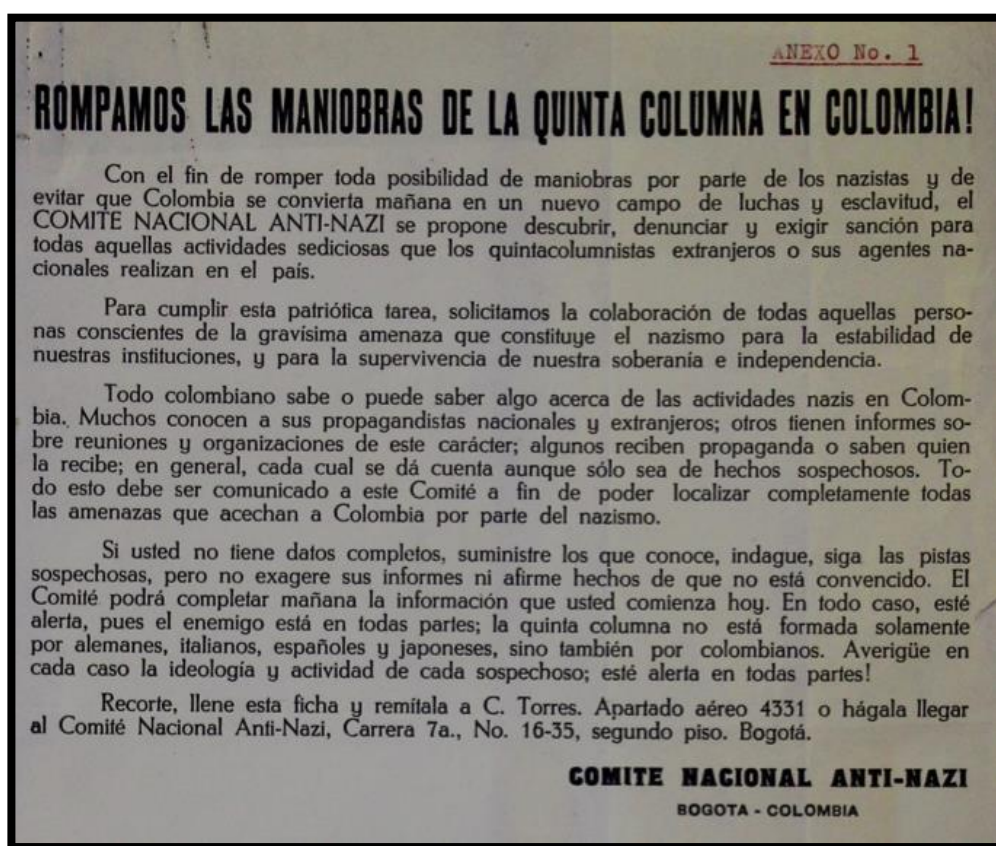 ANEXO No. 1
ROMPAMOS LAS MANIOBRAS DE LA QUINTA COLUMNA EN COLOMBIA!
Con el fin de romper toda posibilidad de maniobras por parte de los nazistas y de
evitar que Colombia se convierta mañana en un nuevo campo de luchas y esclavitud, el
COMITE NACIONAL ANTI-NAZI se propone descubrir, denunciar y exigir sanción para
todas aquellas actividades sediciosas que los quintacolumnistas extranjeros o sus agentes na-
cionales realizan en el país.
Para cumplir esta patriótica tarea, solicitamos la colaboración de todas aquellas perso-
nas conscientes de la gravísima amenaza que constituye el nazismo para la estabilidad de
nuestras instituciones, y para la supervivencia de nuestra soberanía e independencia.
Todo colombiano sabe o puede saber algo acerca de las actividades nazis en Colom-
bia. Muchos conocen a sus propagandistas nacionales y extranjeros; otros tienen informes so-
bre reuniones y organizaciones de este carácter; algunos reciben propaganda o saben quien
la recibe; en general, cada cual se dá cuenta aunque sólo sea de hechos sospechosos. To-
do esto debe ser comunicado a este Comité a fin de poder localizar completamente todas
las amenazas que acechan a Colombia por parte del nazismo.
Si usted no tiene datos completos, suministre los que conoce, indague, siga las pistas
sospechosas, pero no exagere sus informes ni afirme hechos de que no está convencido. El
Comité podrá completar mañana la información que usted comienza hoy. En todo caso, esté
alerta, pues el enemigo está en todas partes; la quinta columna no está formada solamente
por alemanes, italianos, españoles y japoneses, sino también por colombianos. Averigüe en
cada caso la ideología y actividad de cada sospechoso; esté alerta en todas partes!
Recorte, llene esta ficha y remítala a C. Torres. Apartado aéreo 4331 o hágala llegar
al Comité Nacional Anti-Nazi, Carrera 7a., No. 16-35, segundo piso. Bogotá.
COMITE NACIONAL ANTI-NAZI
BOGOTA - COLOMBIA